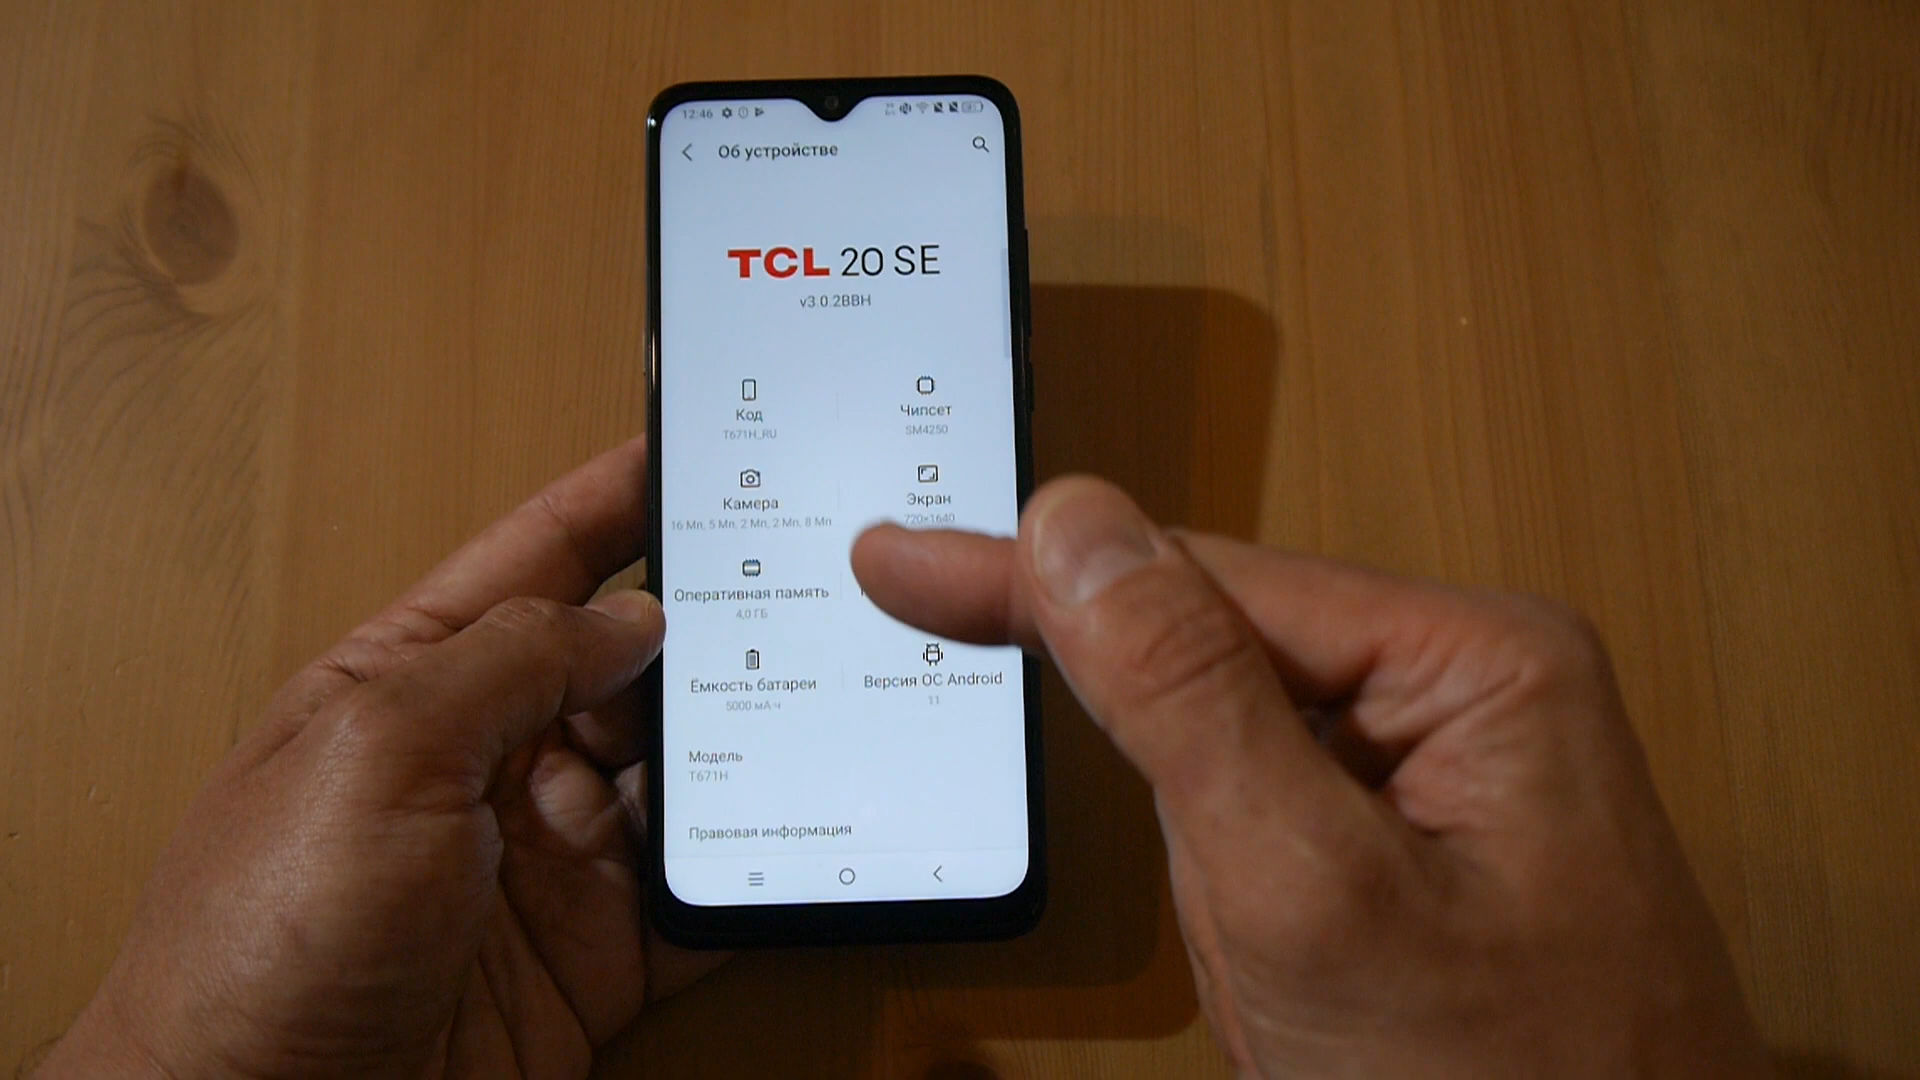 12:46
Об устройстве
TCL 20 SE
v3.0.2BBH
Код
T671H_RU
Чипсет
SM4250
Камера
16 Мп, 5 Мп, 2 Мп, 2 Мп, 8 Мп
Экран
720×1640
Оперативная память
4,0 ГБ
Ёмкость батареи
5000 мА·ч
Версия ОС Android
11
Модель
T671H
Правовая информация